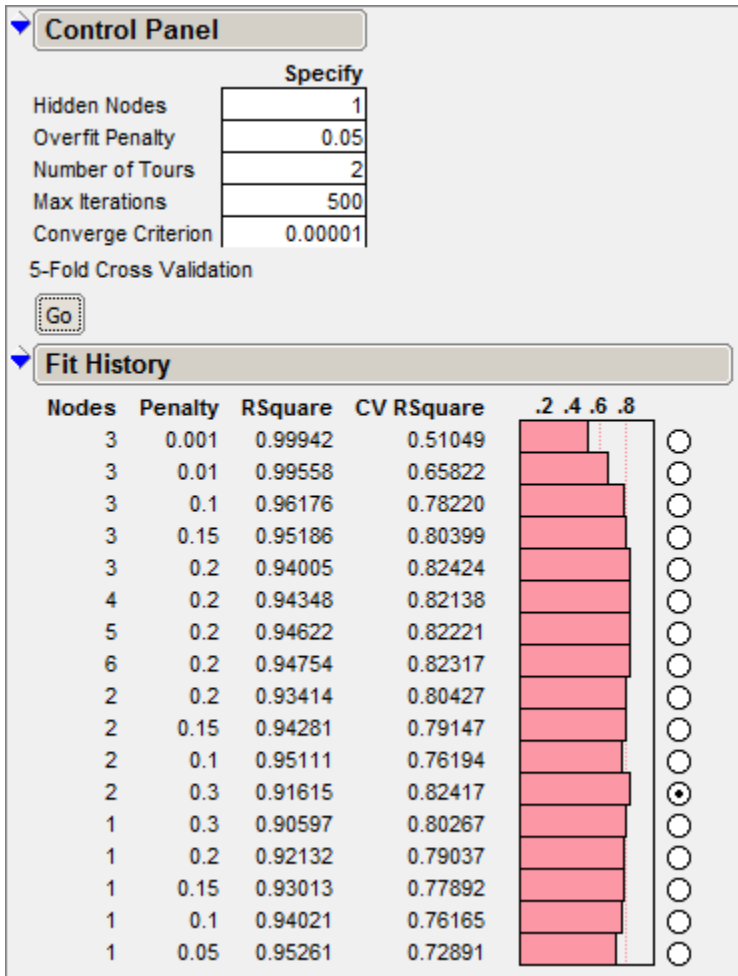 Control Panel
Specify
Hidden Nodes 1
Overfit Penalty 0.05
Number of Tours 2
Max Iterations 500
Converge Criterion 0.00001
5-Fold Cross Validation
Go
Fit History
Nodes Penalty RSquare CV RSquare .2 .4 .6 .8
3 0.001 0.99942 0.51049
3 0.01 0.99558 0.65822
3 0.1 0.96176 0.78220
3 0.15 0.95186 0.80399
3 0.2 0.94005 0.82424
4 0.2 0.94348 0.82138
5 0.2 0.94622 0.82221
6 0.2 0.94754 0.82317
2 0.2 0.93414 0.80427
2 0.15 0.94281 0.79147
2 0.1 0.95111 0.76194
2 0.3 0.91615 0.82417
1 0.3 0.90597 0.80267
1 0.2 0.92132 0.79037
1 0.15 0.93013 0.77892
1 0.1 0.94021 0.76165
1 0.05 0.95261 0.72891